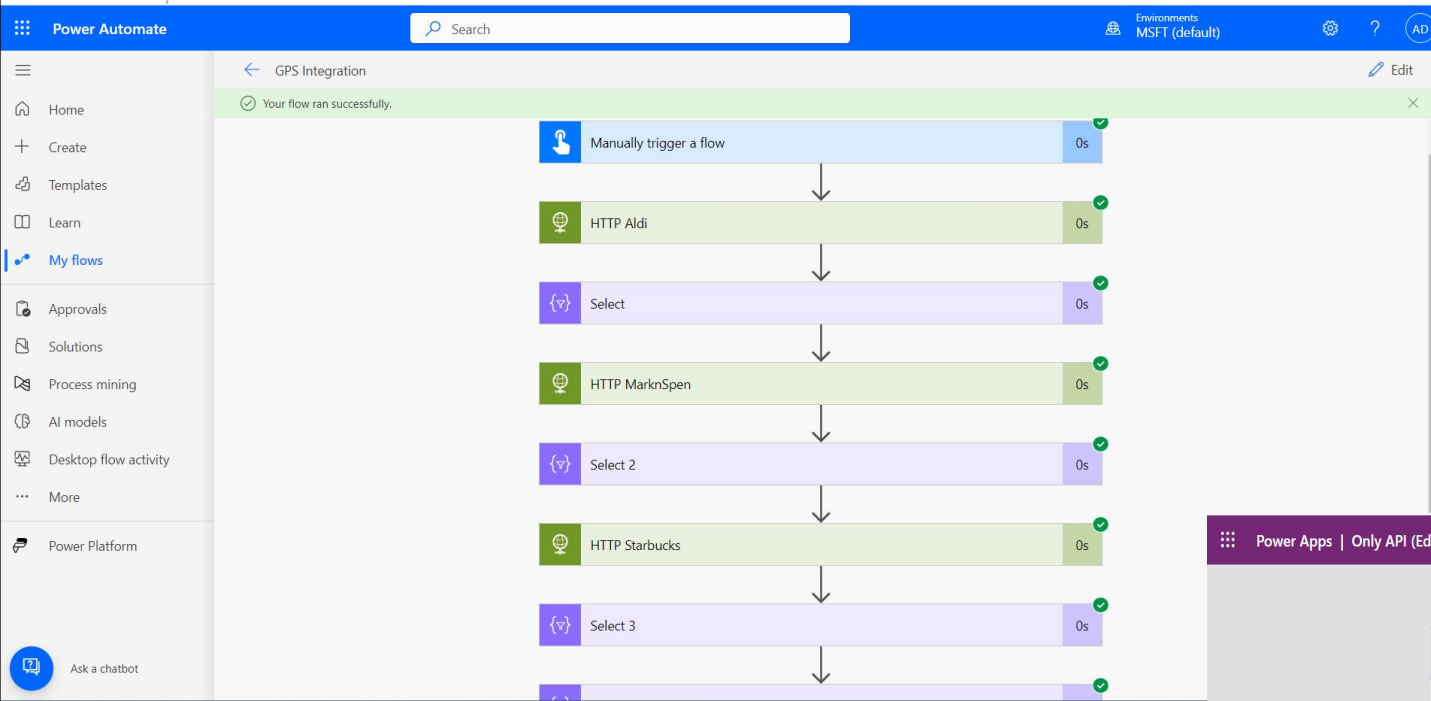 Power Automate
Search
Environments
MSFT (default)
AD
GPS Integration
Edit
Your flow ran successfully.
Home
Create
Templates
Learn
My flows
Approvals
Solutions
Process mining
AI models
Desktop flow activity
More
Power Platform
Ask a chatbot
Manually trigger a flow 0s
HTTP Aldi 0s
Select 0s
HTTP MarknSpen 0s
Select 2 0s
HTTP Starbucks 0s
Select 3 0s
Power Apps | Only API (Ed